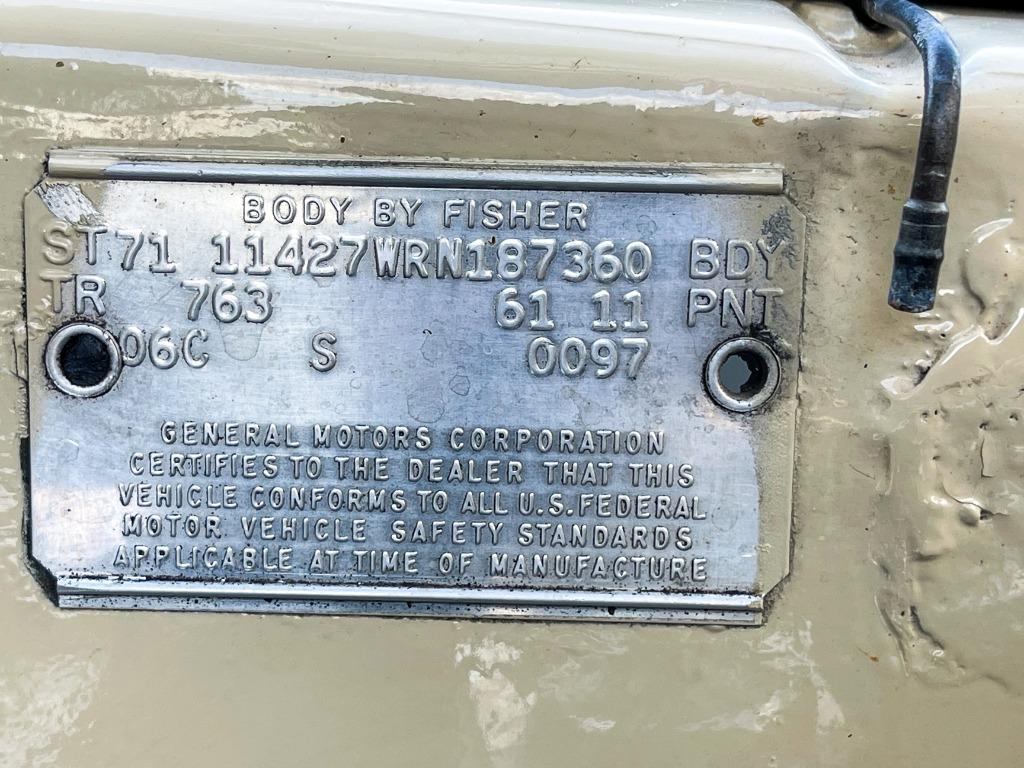 BODY BY FISHER
ST71 11427WRN187360 BDY
TR 763 61 11 PNT
06C S 0097
GENERAL MOTORS CORPORATION
CERTIFIES TO THE DEALER THAT THIS
VEHICLE CONFORMS TO ALL U.S. FEDERAL
MOTOR VEHICLE SAFETY STANDARDS
APPLICABLE AT TIME OF MANUFACTURE